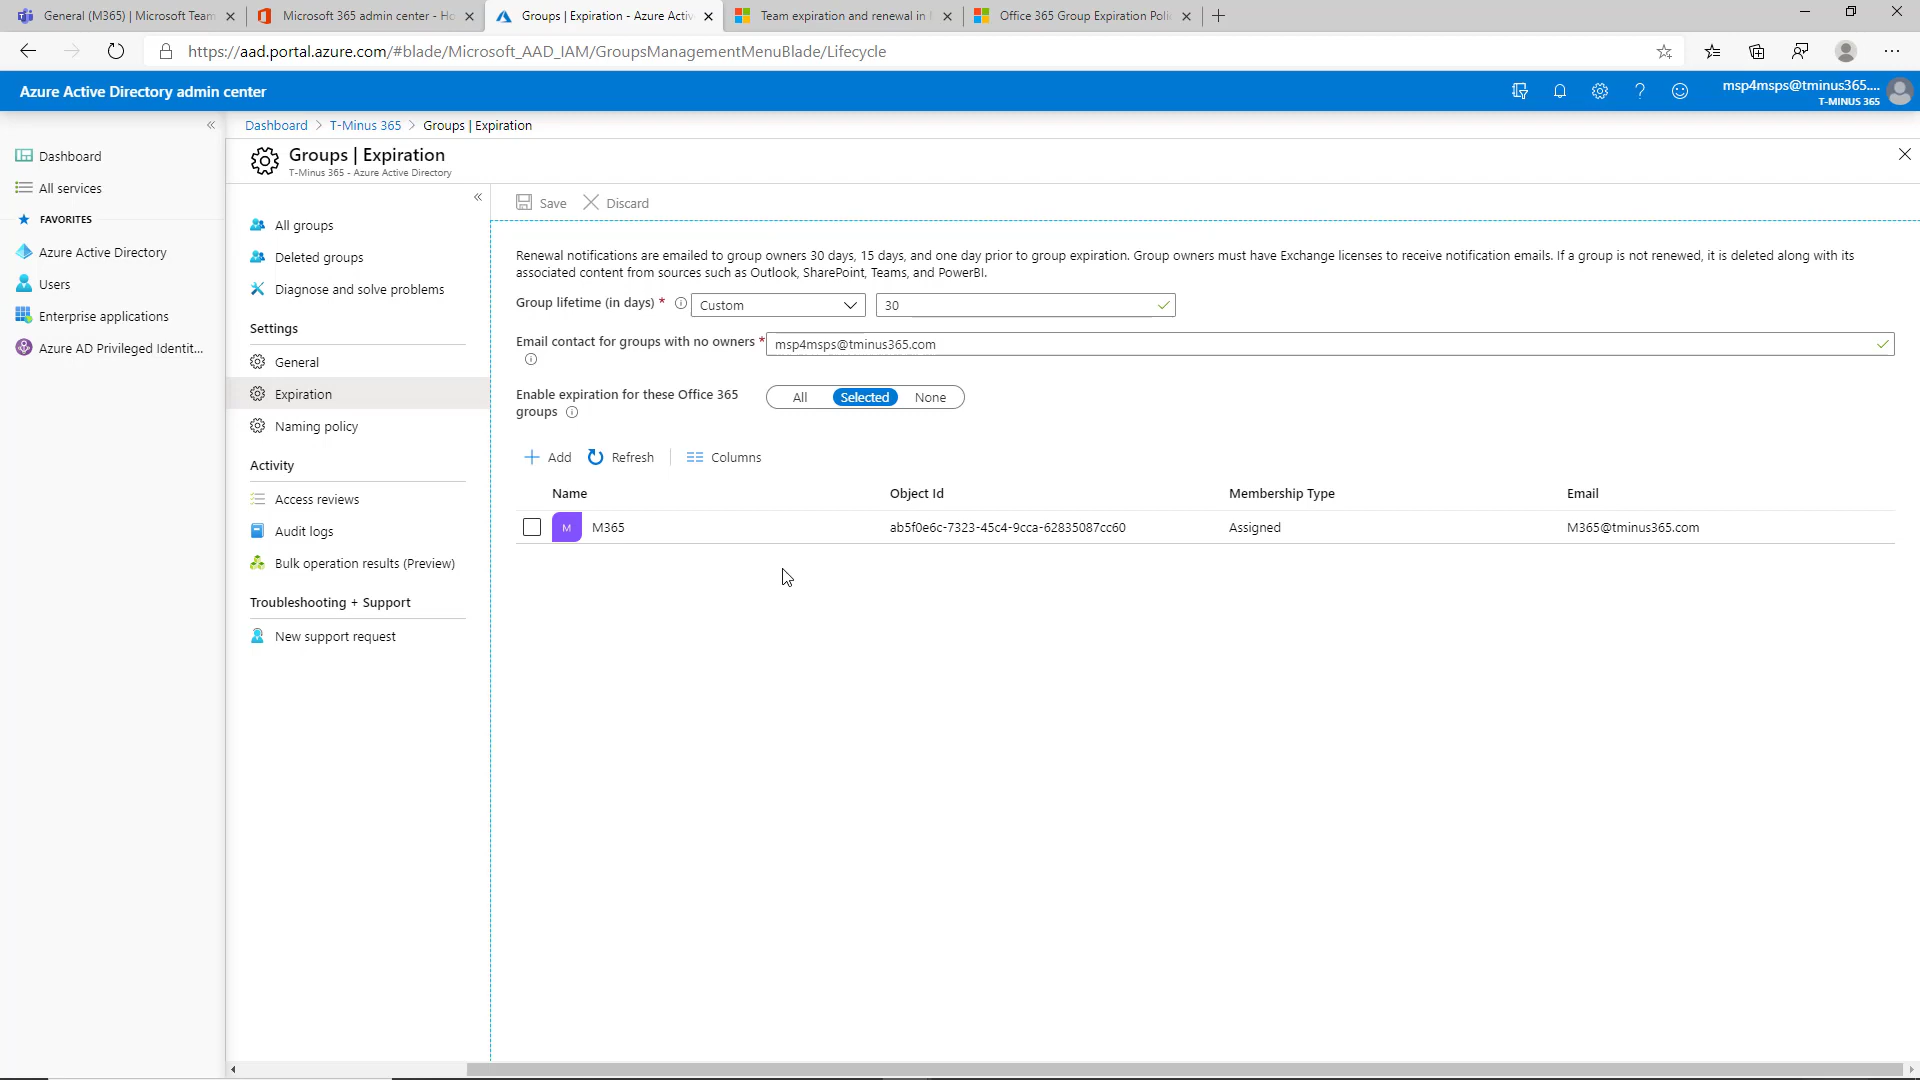 General (M365) | Microsoft Team
Microsoft 365 admin center - Ho
Groups | Expiration - Azure Activ
Team expiration and renewal in
Office 365 Group Expiration Poli
https://aad.portal.azure.com/#blade/Microsoft_AAD_IAM/GroupsManagementMenuBlade/Lifecycle
Azure Active Directory admin center
msp4msps@tminus365....
T-MINUS 365
Dashboard > T-Minus 365 > Groups | Expiration
Groups | Expiration
T-Minus 365 - Azure Active Directory
Dashboard
All services
FAVORITES
Azure Active Directory
Users
Enterprise applications
Azure AD Privileged Identit...
All groups
Deleted groups
Diagnose and solve problems
Settings
General
Expiration
Naming policy
Activity
Access reviews
Audit logs
Bulk operation results (Preview)
Troubleshooting + Support
New support request
Save Discard
Renewal notifications are emailed to group owners 30 days, 15 days, and one day prior to group expiration. Group owners must have Exchange licenses to receive notification emails. If a group is not renewed, it is deleted along with its
associated content from sources such as Outlook, SharePoint, Teams, and PowerBI.
Group lifetime (in days) * Custom 30
Email contact for groups with no owners * msp4msps@tminus365.com
Enable expiration for these Office 365
groups
All Selected None
Add Refresh Columns
Name Object Id Membership Type Email
M M365 ab5f0e6c-7323-45c4-9cca-62835087cc60 Assigned M365@tminus365.com